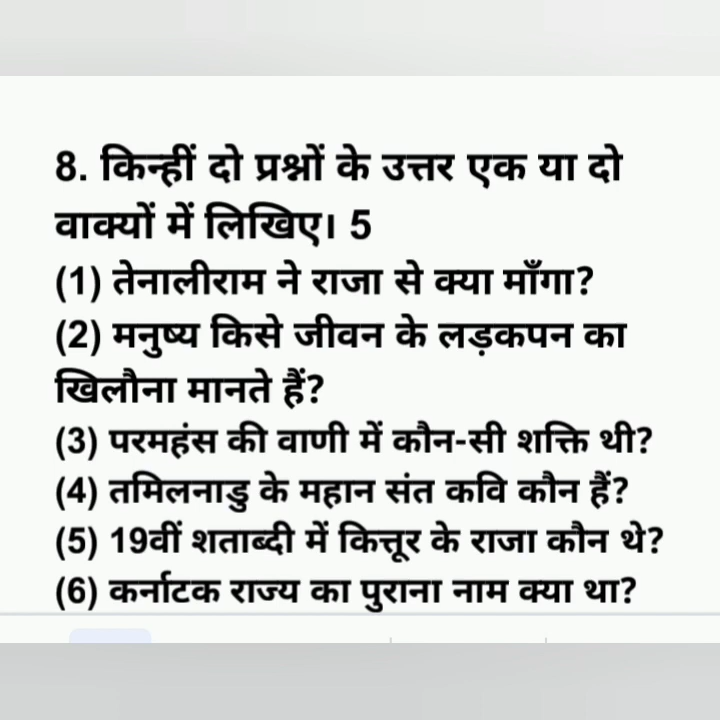 8. किन्हीं दो प्रश्नों के उत्तर एक या दो
वाक्यों में लिखिए। 5
(1) तेनालीराम ने राजा से क्या माँगा?
(2) मनुष्य किसे जीवन के लड़कपन का
खिलौना मानते हैं?
(3) परमहंस की वाणी में कौन-सी शक्ति थी?
(4) तमिलनाडु के महान संत कवि कौन हैं?
(5) 19वीं शताब्दी में कित्तूर के राजा कौन थे?
(6) कर्नाटक राज्य का पुराना नाम क्या था?